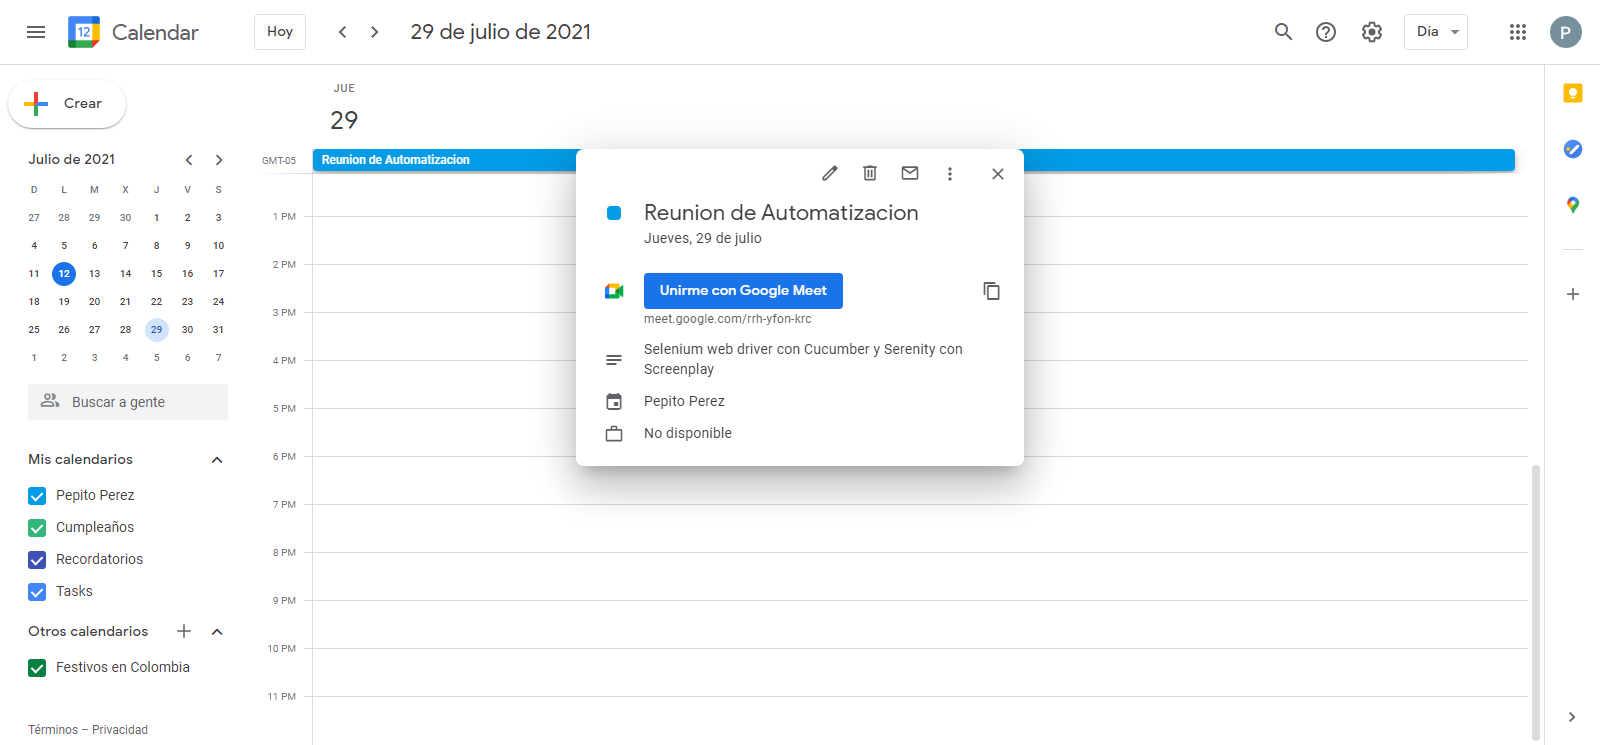 12 Calendar Hoy 29 de julio de 2021 Día P
Crear
JUE
29
Julio de 2021
D L M X J V S
27 28 29 30 1 2 3
4 5 6 7 8 9 10
11 12 13 14 15 16 17
18 19 20 21 22 23 24
25 26 27 28 29 30 31
1 2 3 4 5 6 7
Buscar a gente
Mis calendarios
Pepito Perez
Cumpleaños
Recordatorios
Tasks
Otros calendarios
Festivos en Colombia
Términos – Privacidad
GMT-05 Reunion de Automatizacion
1 PM
2 PM
3 PM
4 PM
5 PM
6 PM
7 PM
8 PM
9 PM
10 PM
11 PM
Reunion de Automatizacion
Jueves, 29 de julio
Unirme con Google Meet
meet.google.com/rrh-yfon-krc
Selenium web driver con Cucumber y Serenity con
Screenplay
Pepito Perez
No disponible